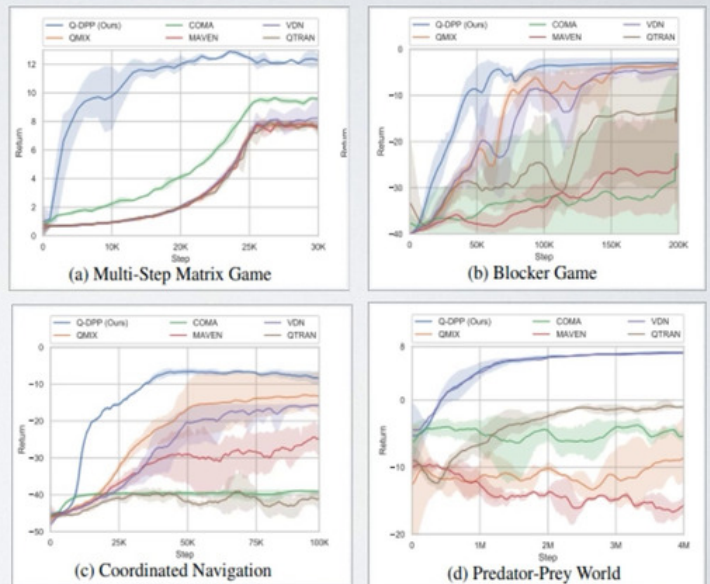 Q-DPP (Ours) COMA VDN
QMIX MAVEN QTRAN
12
10
8
6
4
2
0
Return
0 10K 20K 30K
Step
(a) Multi-Step Matrix Game
Return
Q-DPP (Ours) COMA VDN
QMIX MAVEN QTRAN
0
−10
−20
−30
−40
Return
0 50K 100K 150K 200K
Step
(b) Blocker Game
Q-DPP (Ours) COMA VDN
QMIX MAVEN QTRAN
0
−10
−20
−30
−40
−50
Return
0 25K 50K 75K 100K
Step
(c) Coordinated Navigation
Q-DPP (Ours) COMA VDN
QMIX MAVEN QTRAN
8
0
−10
−20
Return
0 1M 2M 3M 4M
Step
(d) Predator-Prey World